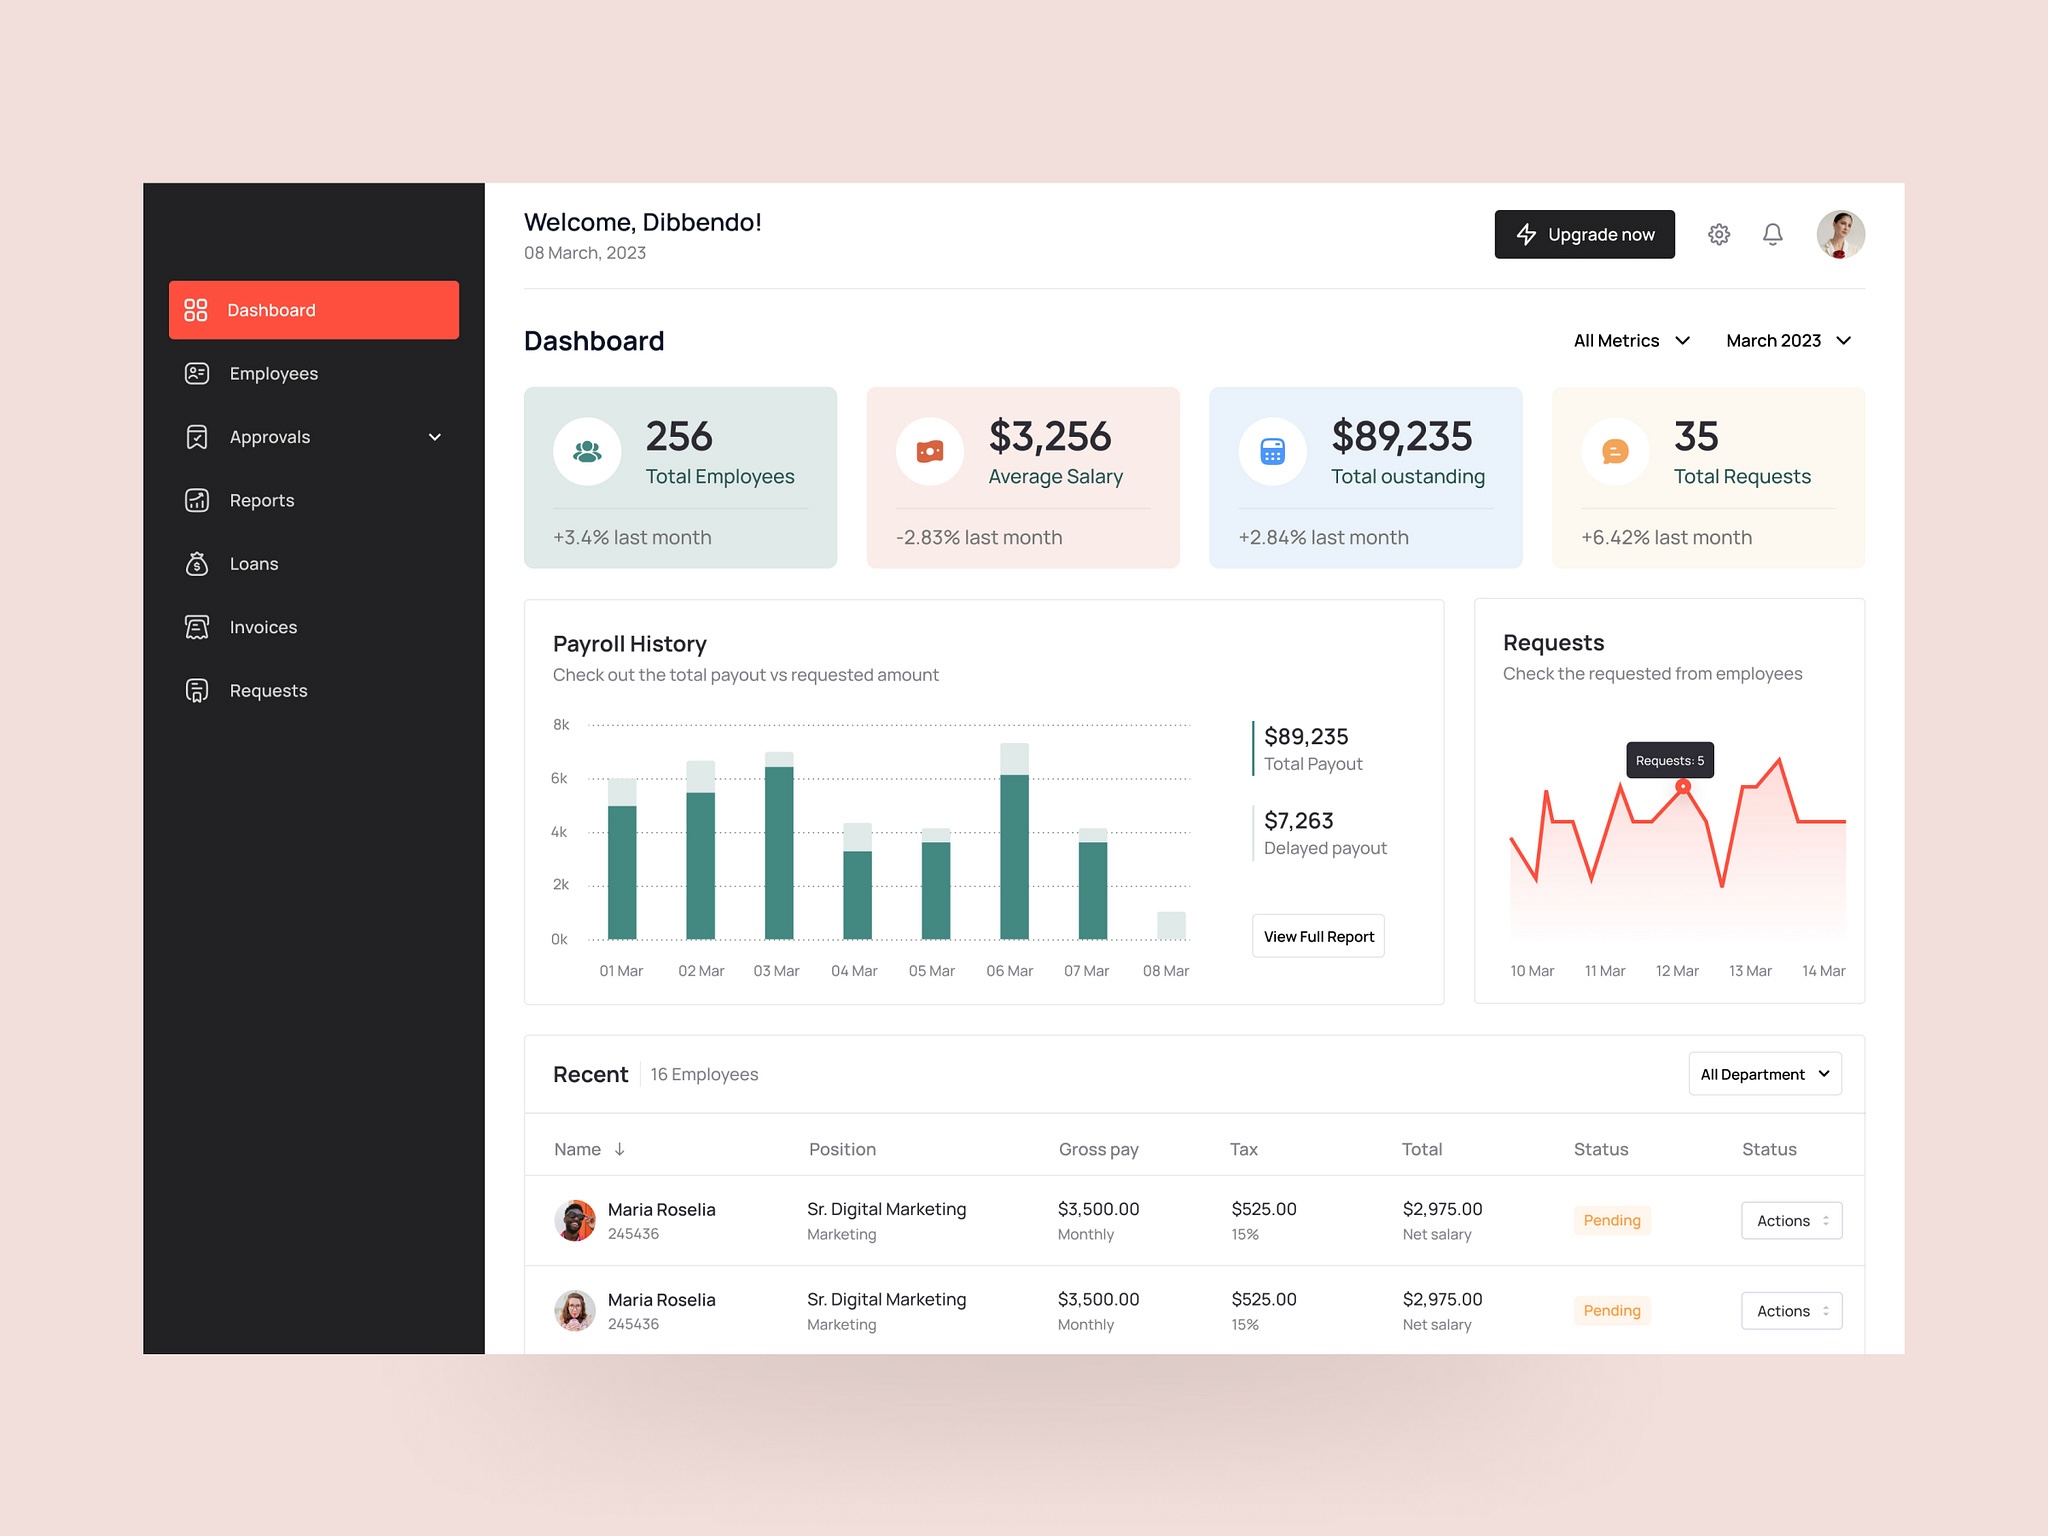 Welcome, Dibbendo!
08 March, 2023
Upgrade now
Dashboard
Employees
Approvals
Reports
Loans
Invoices
Requests
Dashboard
All Metrics
March 2023
256
Total Employees
+3.4% last month
$3,256
Average Salary
-2.83% last month
$89,235
Total oustanding
+2.84% last month
35
Total Requests
+6.42% last month
Payroll History
Check out the total payout vs requested amount
8k
6k
4k
2k
0k
01 Mar 02 Mar 03 Mar 04 Mar 05 Mar 06 Mar 07 Mar 08 Mar
$89,235
Total Payout
$7,263
Delayed payout
View Full Report
Requests
Check the requested from employees
Requests: 5
10 Mar 11 Mar 12 Mar 13 Mar 14 Mar
Recent 16 Employees
All Department
Name Position Gross pay Tax Total Status Status
Maria Roselia Sr. Digital Marketing $3,500.00 $525.00 $2,975.00 Pending Actions
245436 Marketing Monthly 15% Net salary
Maria Roselia Sr. Digital Marketing $3,500.00 $525.00 $2,975.00 Pending Actions
245436 Marketing Monthly 15% Net salary